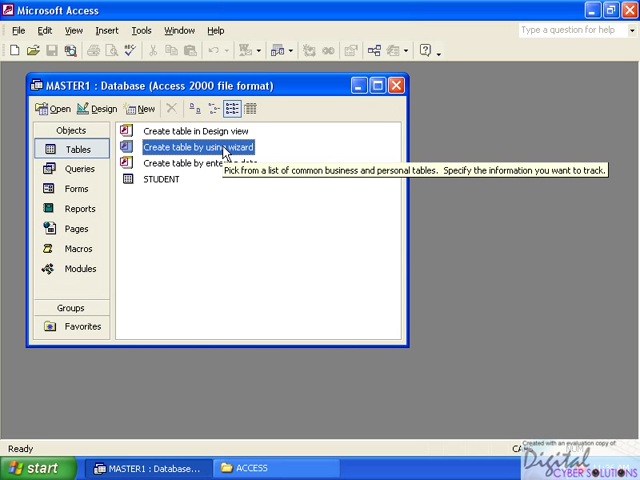 Microsoft Access
File Edit View Insert Tools Window Help
Type a question for help
MASTER1 : Database (Access 2000 file format)
Open Design New
Objects
Tables
Queries
Forms
Reports
Pages
Macros
Modules
Groups
Favorites
Create table in Design view
Create table by using wizard
Create table by entering data
STUDENT
Pick from a list of common business and personal tables. Specify the information you want to track.
Ready
NUM
start
MASTER1 : Database...
ACCESS
Created with an evaluation copy of
Digital
CYBER SOLUTIONS